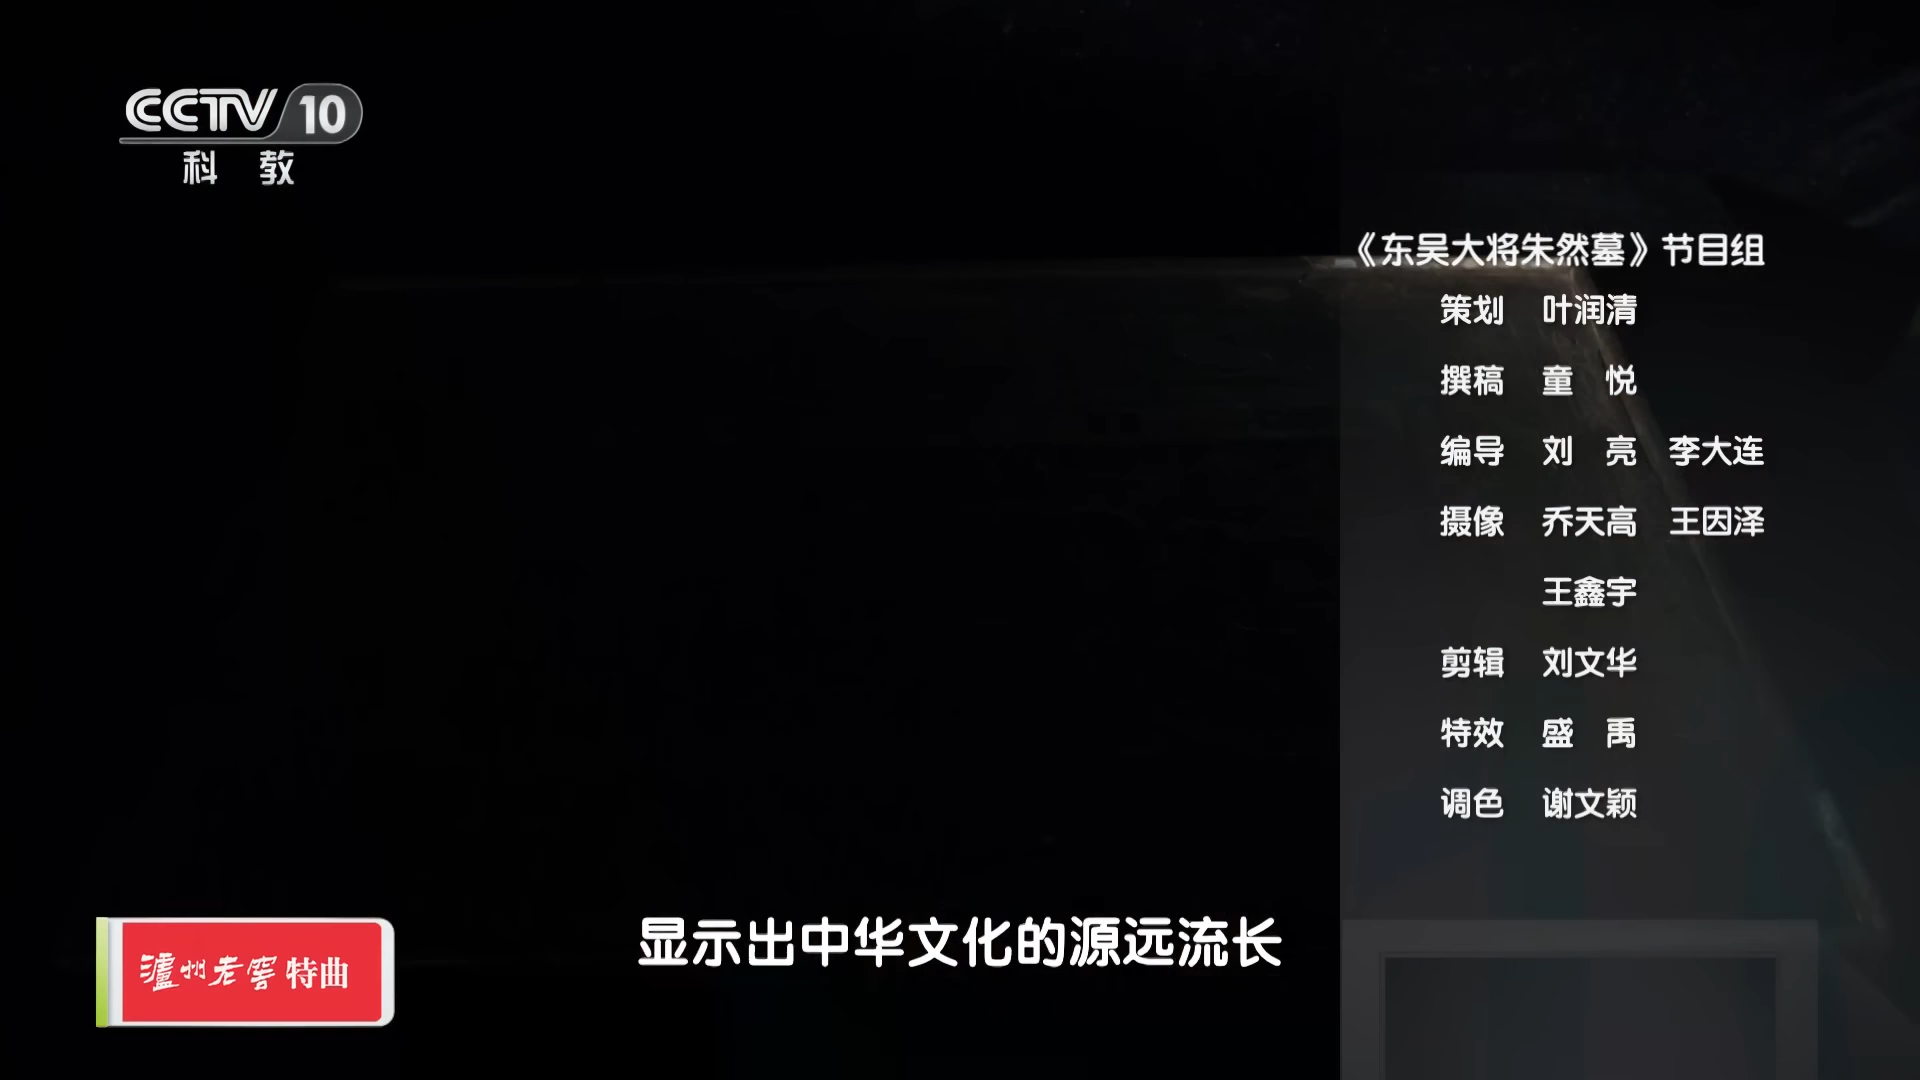 CCTV 10
科 教
《东吴大将朱然墓》节目组
策划 叶润清
撰稿 童 悦
编导 刘 亮 李大连
摄像 乔天高 王因泽
王鑫宇
剪辑 刘文华
特效 盛 禹
调色 谢文颖
显示出中华文化的源远流长
泸州老窖特曲